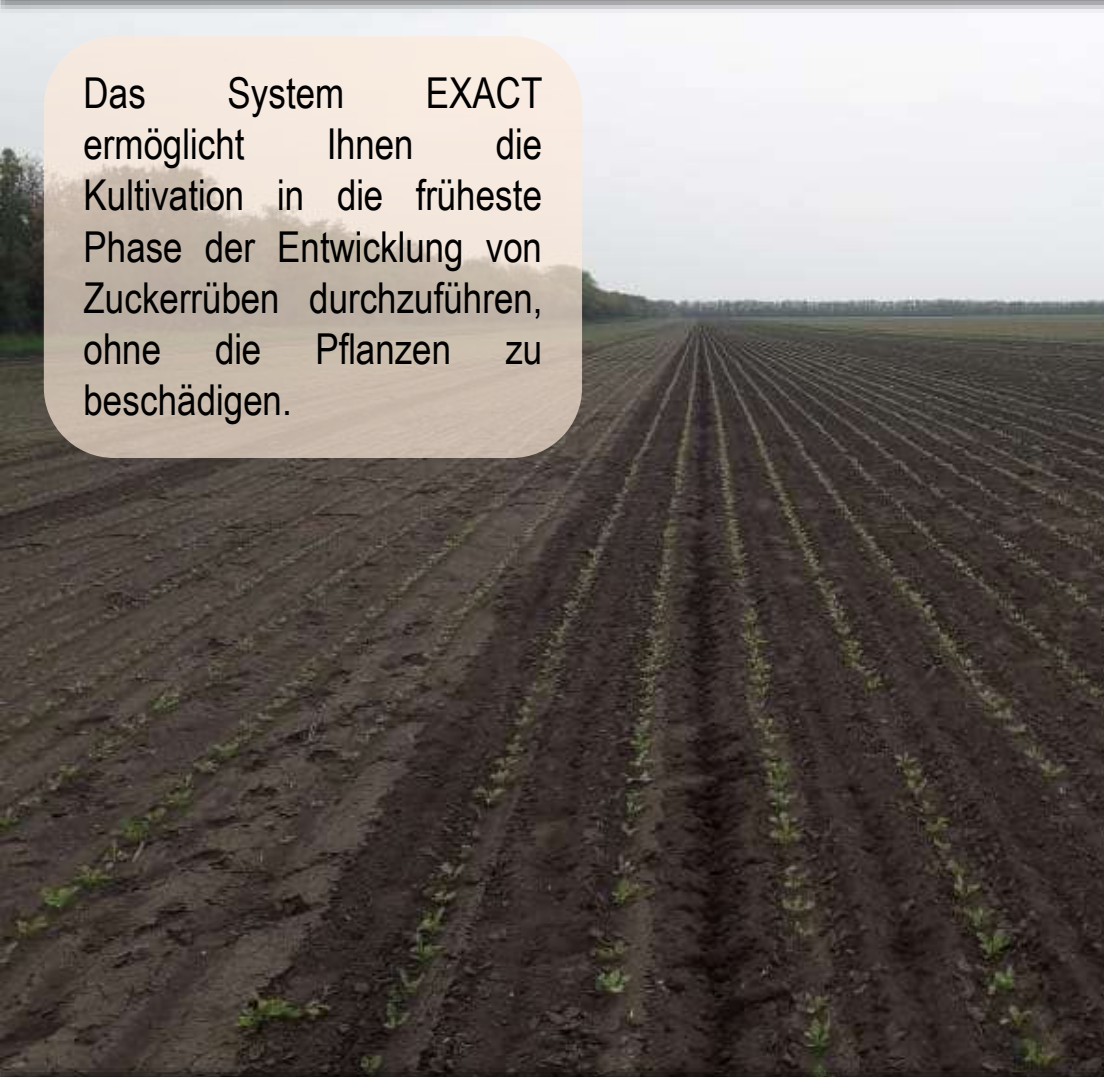 Das System EXACT
ermöglicht Ihnen die
Kultivation in die früheste
Phase der Entwicklung von
Zuckerrüben durchzuführen,
ohne die Pflanzen zu
beschädigen.